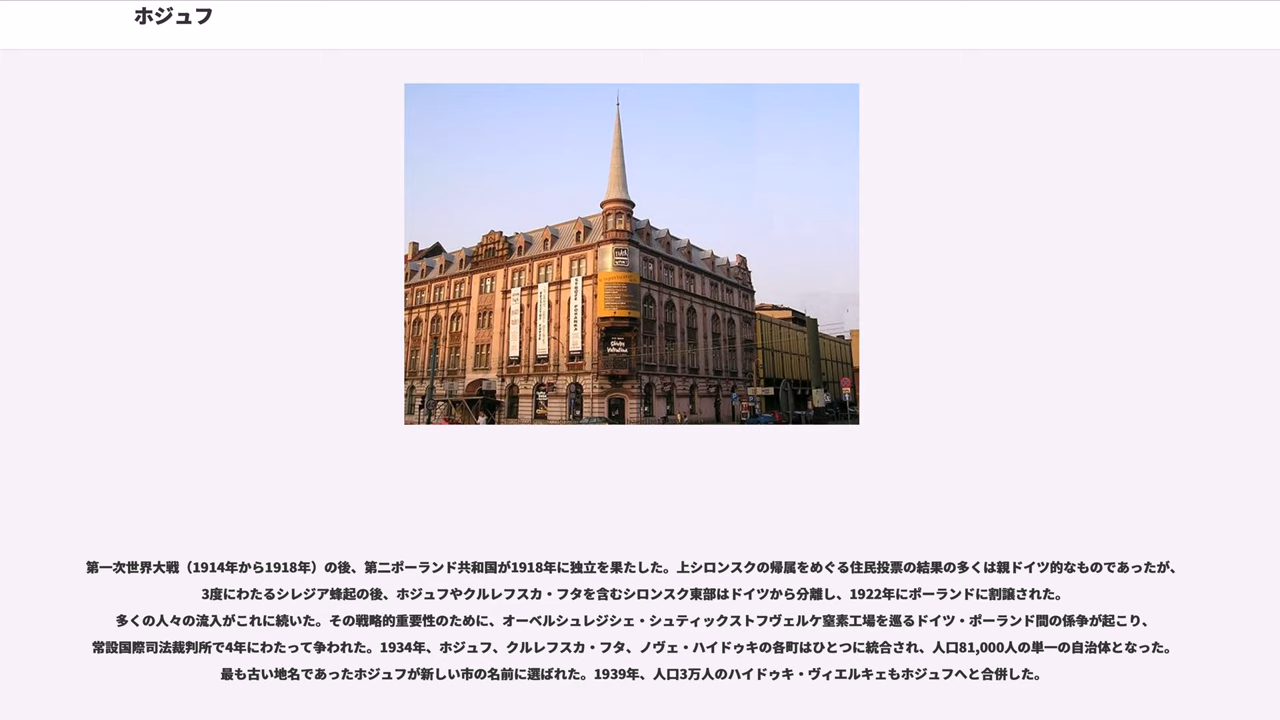 ホジュフ
第一次世界大戦（1914年から1918年）の後、第二ポーランド共和国が1918年に独立を果たした。上シロンスクの帰属をめぐる住民投票の結果の多くは親ドイツ的なものであったが、
3度にわたるシレジア蜂起の後、ホジュフやクルレフスカ・フタを含むシロンスク東部はドイツから分離し、1922年にポーランドに割譲された。
多くの人々の流入がこれに続いた。その戦略的重要性のために、オーベルシュレジシェ・シュティックストフヴェルケ窒素工場を巡るドイツ・ポーランド間の係争が起こり、
常設国際司法裁判所で4年にわたって争われた。1934年、ホジュフ、クルレフスカ・フタ、ノヴェ・ハイドゥキの各町はひとつに統合され、人口81,000人の単一の自治体となった。
最も古い地名であったホジュフが新しい市の名前に選ばれた。1939年、人口3万人のハイドゥキ・ヴィエルキェもホジュフへと合併した。